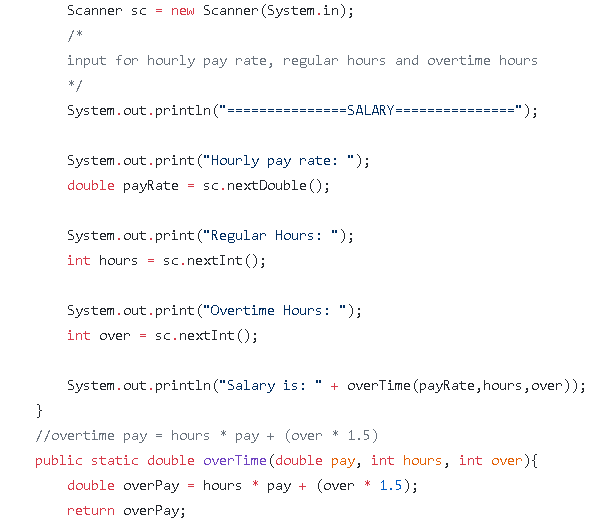 Scanner sc = new Scanner(System.in);
/*
input for hourly pay rate, regular hours and overtime hours
*/
System.out.println("===============SALARY===============");
System.out.print("Hourly pay rate: ");
double payRate = sc.nextDouble();
System.out.print("Regular Hours: ");
int hours = sc.nextInt();
System.out.print("Overtime Hours: ");
int over = sc.nextInt();
System.out.println("Salary is: " + overTime(payRate,hours,over));
}
//overtime pay = hours * pay + (over * 1.5)
public static double overTime(double pay, int hours, int over){
double overPay = hours * pay + (over * 1.5);
return overPay;